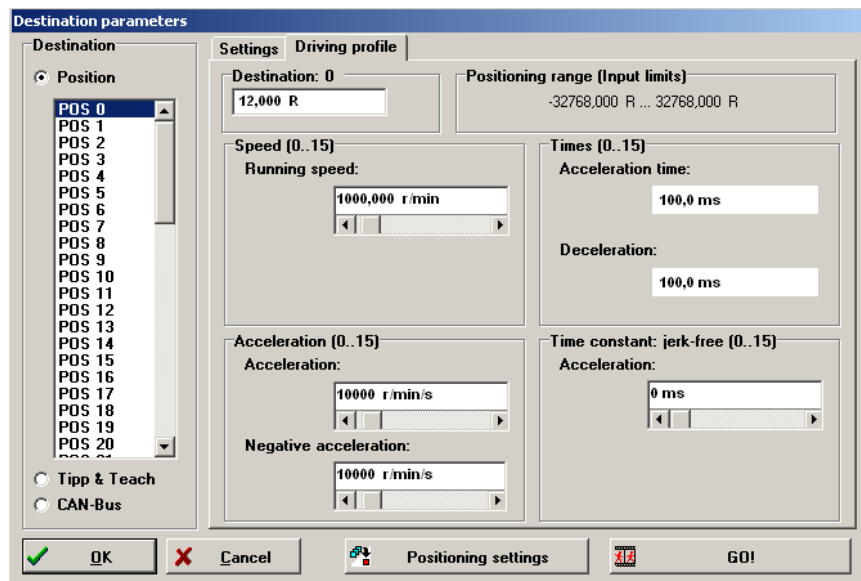 Destination parameters
Destination
Position
POS 0
POS 1
POS 2
POS 3
POS 4
POS 5
POS 6
POS 7
POS 8
POS 9
POS 10
POS 11
POS 12
POS 13
POS 14
POS 15
POS 16
POS 17
POS 18
POS 19
POS 20
Tipp & Teach
CAN-Bus
Settings Driving profile
Destination: 0
12,000 R
Positioning range (Input limits)
-32768,000 R ... 32768,000 R
Speed (0..15)
Running speed:
1000,000 r/min
Times (0..15)
Acceleration time:
100,0 ms
Deceleration:
100,0 ms
Acceleration (0..15)
Acceleration:
10000 r/min/s
Negative acceleration:
10000 r/min/s
Time constant: jerk-free (0..15)
Acceleration:
0 ms
OK Cancel Positioning settings GO!